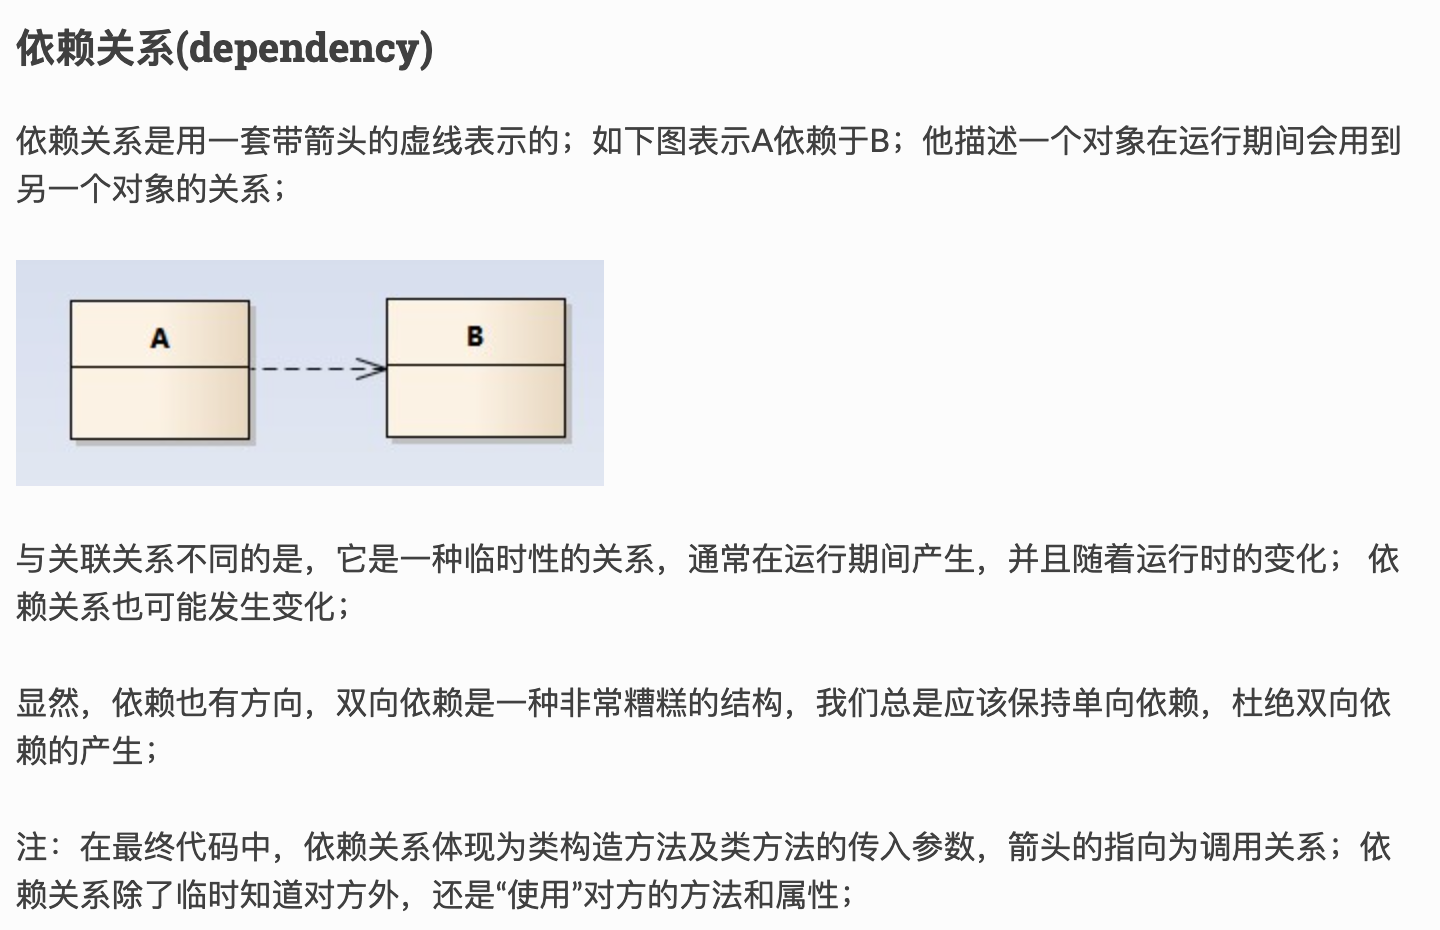 依赖关系(dependency)
依赖关系是用一套带箭头的虚线表示的；如下图表示A依赖于B；他描述一个对象在运行期间会用到
另一个对象的关系；
A
B
与关联关系不同的是，它是一种临时性的关系，通常在运行期间产生，并且随着运行时的变化； 依
赖关系也可能发生变化；
显然，依赖也有方向，双向依赖是一种非常糟糕的结构，我们总是应该保持单向依赖，杜绝双向依
赖的产生；
注：在最终代码中，依赖关系体现为类构造方法及类方法的传入参数，箭头的指向为调用关系；依
赖关系除了临时知道对方外，还是“使用”对方的方法和属性；